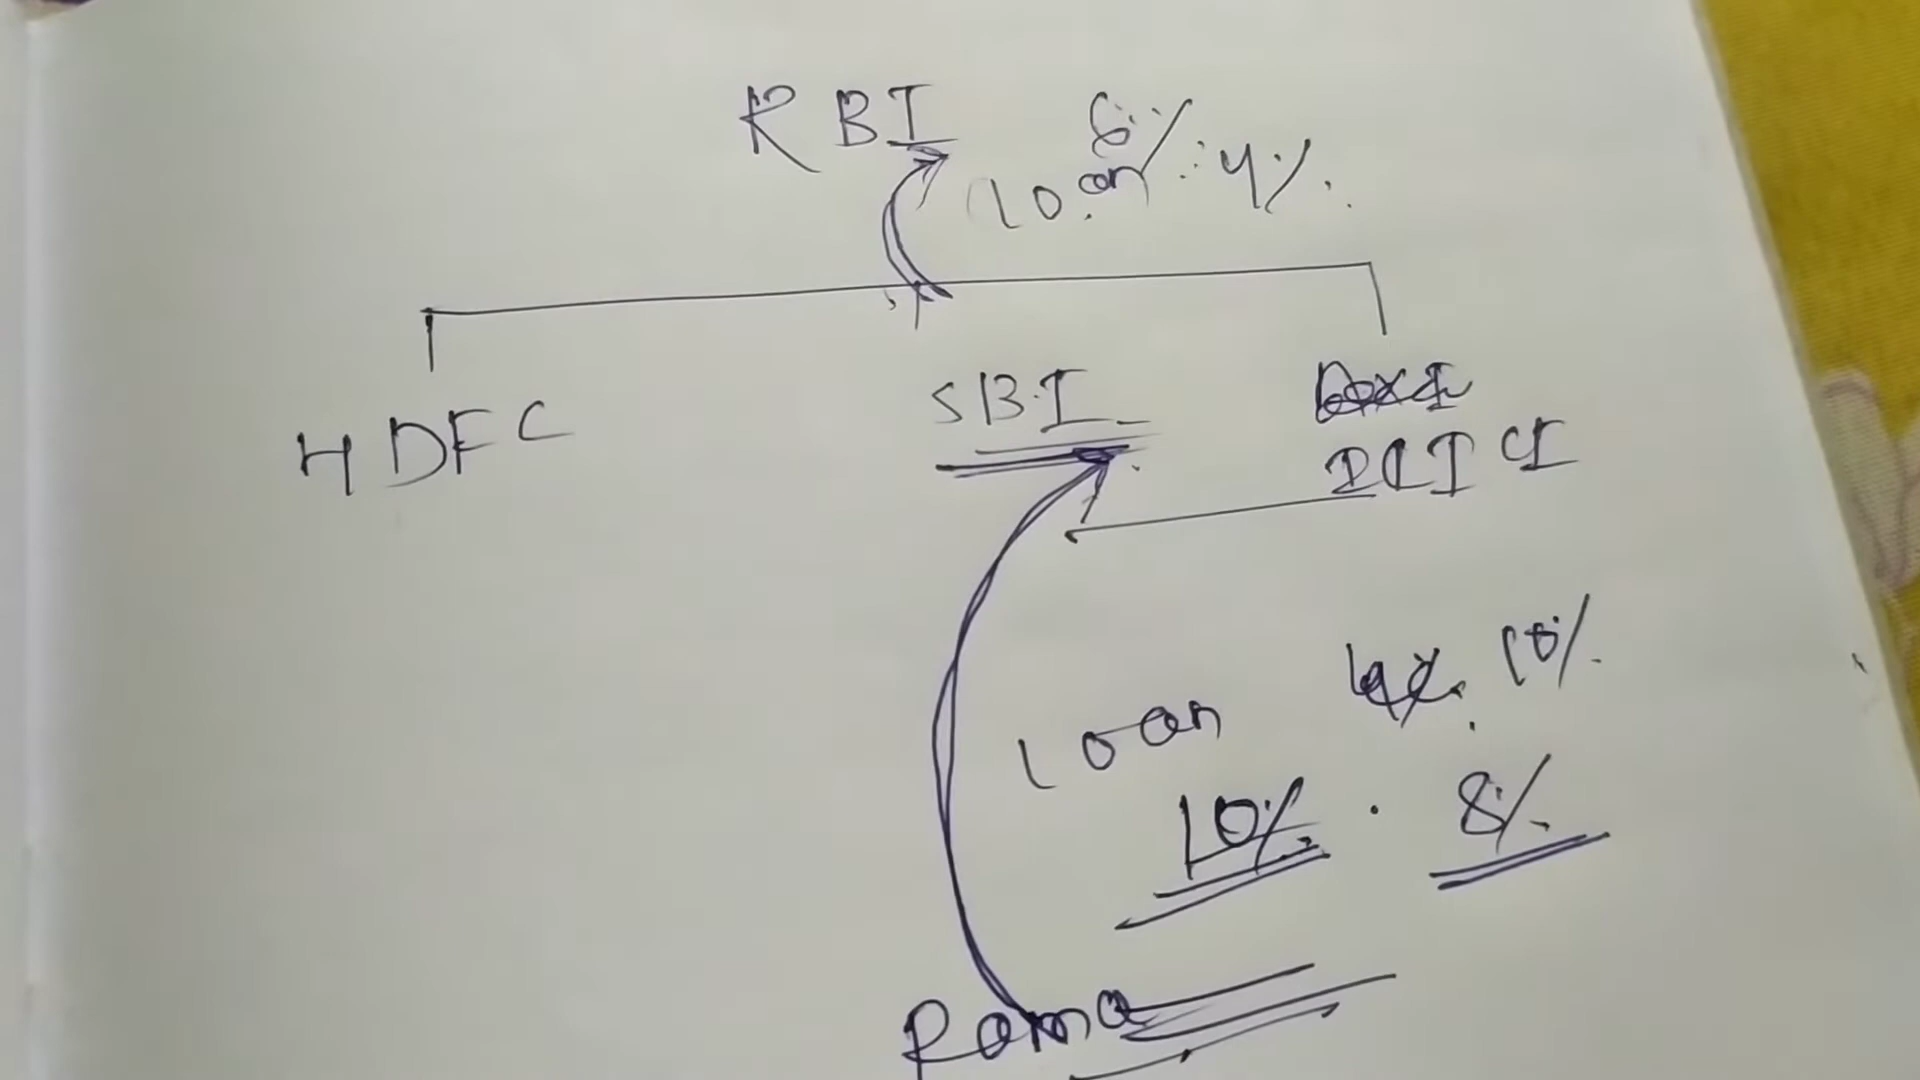 RBI
8%
loan : 4%.
HDFC
SBI
ICICI
10%.
loan
10%. 8%.
Rama